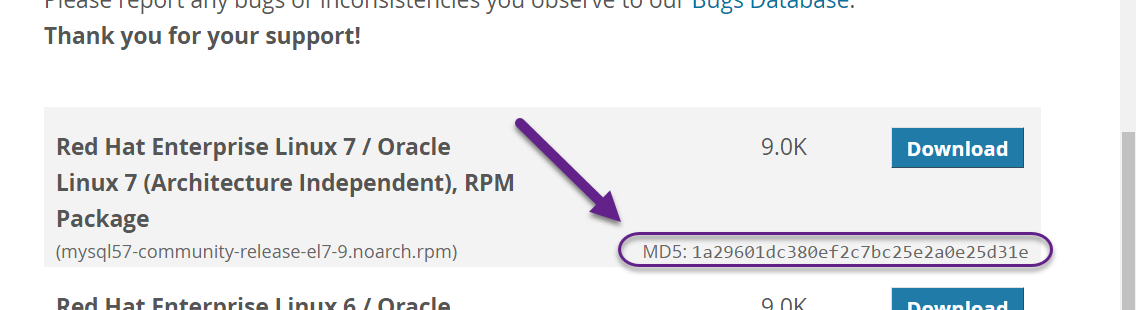 Please report any bugs or inconsistencies you observe to our Bugs Database.
Thank you for your support!
Red Hat Enterprise Linux 7 / Oracle
Linux 7 (Architecture Independent), RPM
Package
9.0K
Download
(mysql57-community-release-el7-9.noarch.rpm)
MD5: 1a29601dc380ef2c7bc25e2a0e25d31e
Red Hat Enterprise Linux 6 / Oracle
9.0K
Download